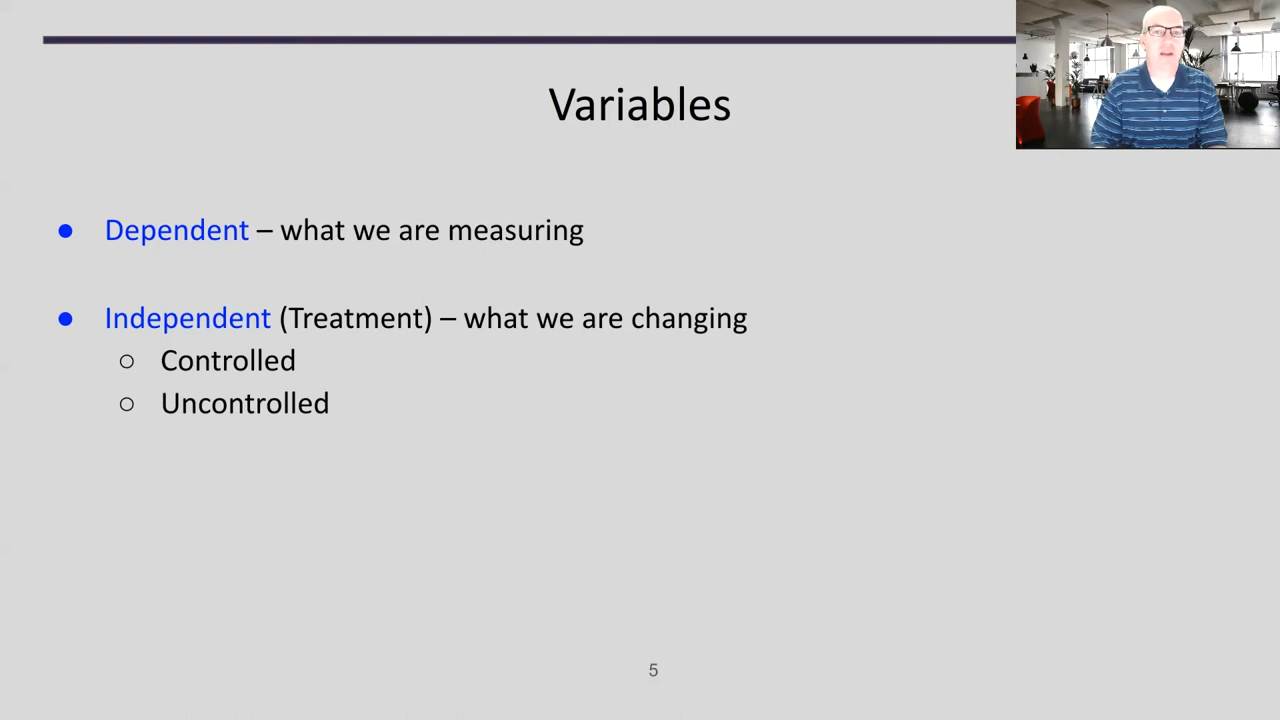 Variables
● Dependent – what we are measuring
● Independent (Treatment) – what we are changing
○ Controlled
○ Uncontrolled
5